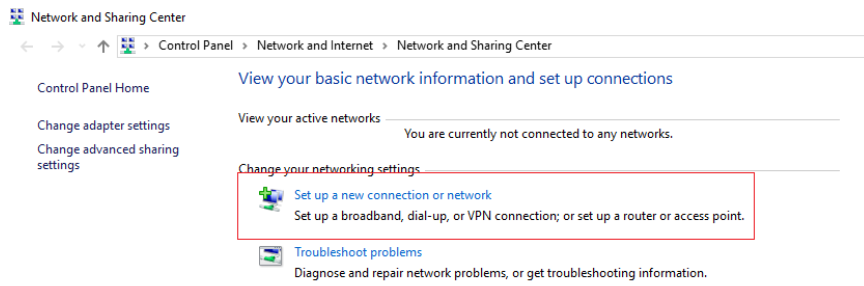 Network and Sharing Center
Control Panel > Network and Internet > Network and Sharing Center
Control Panel Home
Change adapter settings
Change advanced sharing
settings
View your basic network information and set up connections
View your active networks
You are currently not connected to any networks.
Change your networking settings
Set up a new connection or network
Set up a broadband, dial-up, or VPN connection; or set up a router or access point.
Troubleshoot problems
Diagnose and repair network problems, or get troubleshooting information.